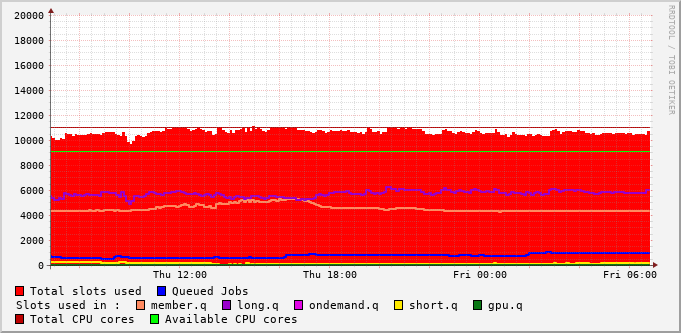 RRDTOOL / TOBI OETIKER
20000
18000
16000
14000
12000
10000
8000
6000
4000
2000
0
Thu 12:00 Thu 18:00 Fri 00:00 Fri 06:00
Total slots used Queued Jobs
Slots used in : member.q long.q ondemand.q short.q gpu.q
Total CPU cores Available CPU cores